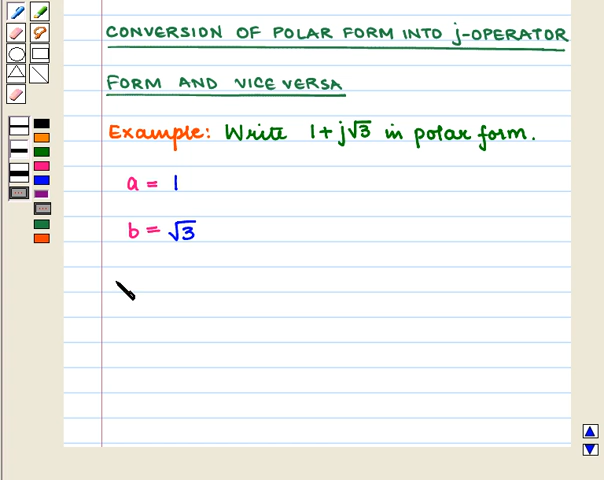 CONVERSION OF POLAR FORM INTO j-OPERATOR
FORM AND VICE VERSA
Example: Write 1+j√3 in polar form.
a = 1
b = √3